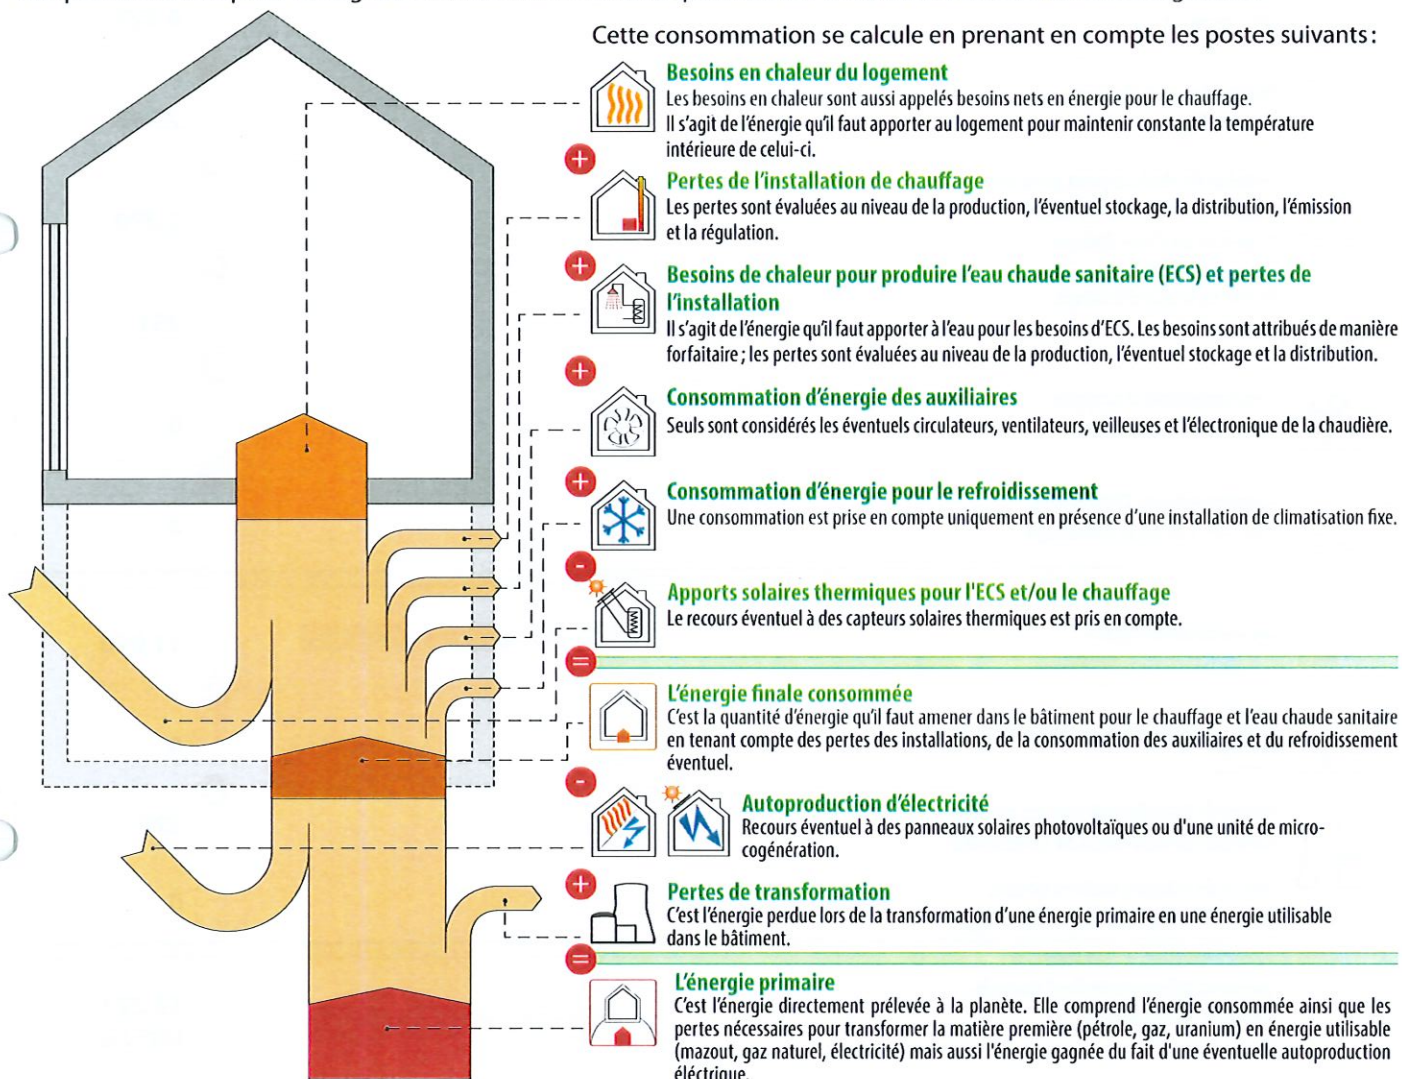 Cette consommation se calcule en prenant en compte les postes suivants :
Besoins en chaleur du logement
Les besoins en chaleur sont aussi appelés besoins nets en énergie pour le chauffage.
Il s'agit de l'énergie qu'il faut apporter au logement pour maintenir constante la température
intérieure de celui-ci.
+
Pertes de l'installation de chauffage
Les pertes sont évaluées au niveau de la production, l'éventuel stockage, la distribution, l'émission
et la régulation.
+
Besoins de chaleur pour produire l'eau chaude sanitaire (ECS) et pertes de
l'installation
Il s'agit de l'énergie qu'il faut apporter à l'eau pour les besoins d'ECS. Les besoins sont attribués de manière
forfaitaire ; les pertes sont évaluées au niveau de la production, l'éventuel stockage et la distribution.
+
Consommation d'énergie des auxiliaires
Seuls sont considérés les éventuels circulateurs, ventilateurs, veilleuses et l'électronique de la chaudière.
+
Consommation d'énergie pour le refroidissement
Une consommation est prise en compte uniquement en présence d'une installation de climatisation fixe.
-
Apports solaires thermiques pour l'ECS et/ou le chauffage
Le recours éventuel à des capteurs solaires thermiques est pris en compte.
=
L'énergie finale consommée
C'est la quantité d'énergie qu'il faut amener dans le bâtiment pour le chauffage et l'eau chaude sanitaire
en tenant compte des pertes des installations, de la consommation des auxiliaires et du refroidissement
éventuel.
-
Autoproduction d'électricité
Recours éventuel à des panneaux solaires photovoltaïques ou d'une unité de micro-
cogénération.
+
Pertes de transformation
C'est l'énergie perdue lors de la transformation d'une énergie primaire en une énergie utilisable
dans le bâtiment.
=
L'énergie primaire
C'est l'énergie directement prélevée à la planète. Elle comprend l'énergie consommée ainsi que les
pertes nécessaires pour transformer la matière première (pétrole, gaz, uranium) en énergie utilisable
(mazout, gaz naturel, électricité) mais aussi l'énergie gagnée du fait d'une éventuelle autoproduction
éléctrique.